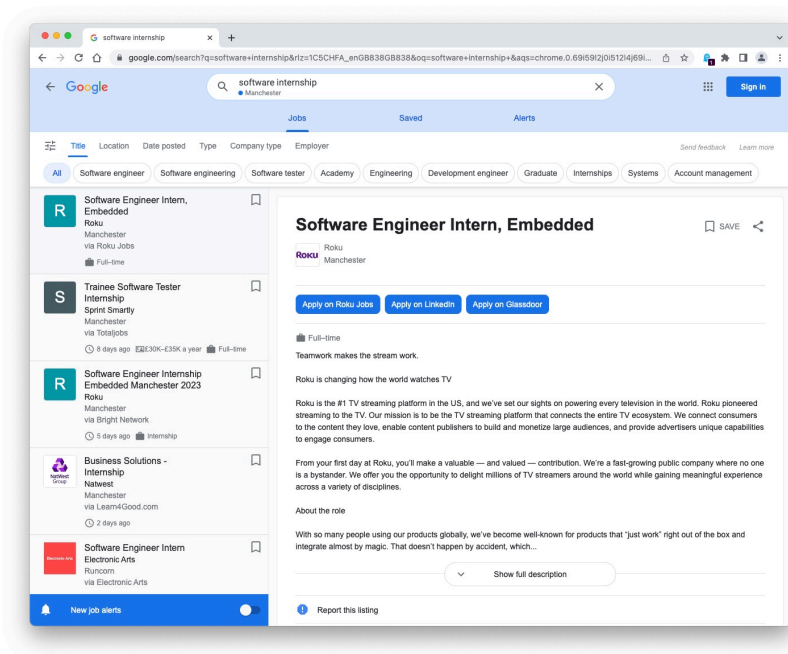 software internship
google.com/search?q=software+internship&rlz=1C5CHFA_enGB838GB838&oq=software+internship+&aqs=chrome.0.69i59l2j0i512l4j69i...
Google
software internship
Manchester
Sign in
Jobs Saved Alerts
Title Location Date posted Type Company type Employer
Send feedback Learn more
All Software engineer Software engineering Software tester Academy Engineering Development engineer Graduate Internships Systems Account management
R
Software Engineer Intern,
Embedded
Roku
Manchester
via Roku Jobs
Full-time
S
Trainee Software Tester
Internship
Sprint Smartly
Manchester
via Totaljobs
8 days ago £30K–£35K a year Full-time
R
Software Engineer Internship
Embedded Manchester 2023
Roku
Manchester
via Bright Network
5 days ago Internship
NatWest
Group
Business Solutions -
Internship
Natwest
Manchester
via Learn4Good.com
2 days ago
Electronic Arts
Software Engineer Intern
Electronic Arts
Runcorn
via Electronic Arts
New job alerts
Software Engineer Intern, Embedded
SAVE
ROKU
Roku
Manchester
Apply on Roku Jobs Apply on LinkedIn Apply on Glassdoor
Full-time
Teamwork makes the stream work.
Roku is changing how the world watches TV
Roku is the #1 TV streaming platform in the US, and we've set our sights on powering every television in the world. Roku pioneered
streaming to the TV. Our mission is to be the TV streaming platform that connects the entire TV ecosystem. We connect consumers
to the content they love, enable content publishers to build and monetize large audiences, and provide advertisers unique capabilities
to engage consumers.
From your first day at Roku, you'll make a valuable — and valued — contribution. We're a fast-growing public company where no one
is a bystander. We offer you the opportunity to delight millions of TV streamers around the world while gaining meaningful experience
across a variety of disciplines.
About the role
With so many people using our products globally, we've become well-known for products that "just work" right out of the box and
integrate almost by magic. That doesn't happen by accident, which...
Show full description
Report this listing